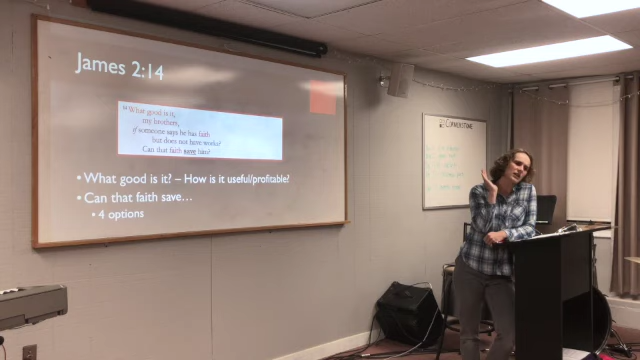 James 2:14
14 What good is it,
my brothers,
if someone says he has faith
but does not have works?
Can that faith save him?
• What good is it? – How is it useful/profitable?
• Can that faith save...
• 4 options
CORNERSTONE